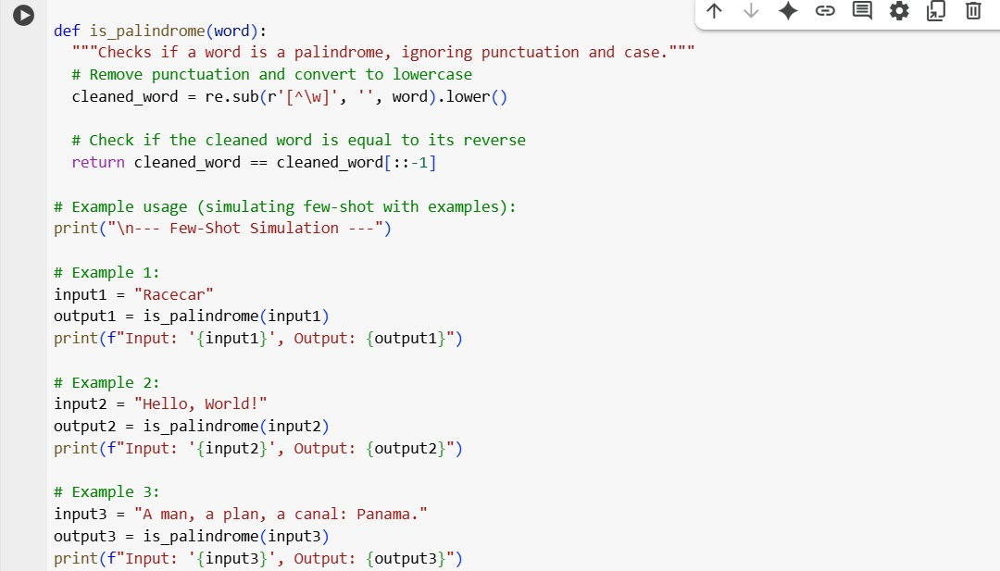 def is_palindrome(word):
  """Checks if a word is a palindrome, ignoring punctuation and case."""
  # Remove punctuation and convert to lowercase
  cleaned_word = re.sub(r'[^\w]', '', word).lower()

  # Check if the cleaned word is equal to its reverse
  return cleaned_word == cleaned_word[::-1]

# Example usage (simulating few-shot with examples):
print("\n--- Few-Shot Simulation ---")

# Example 1:
input1 = "Racecar"
output1 = is_palindrome(input1)
print(f"Input: '{input1}', Output: {output1}")

# Example 2:
input2 = "Hello, World!"
output2 = is_palindrome(input2)
print(f"Input: '{input2}', Output: {output2}")

# Example 3:
input3 = "A man, a plan, a canal: Panama."
output3 = is_palindrome(input3)
print(f"Input: '{input3}', Output: {output3}")